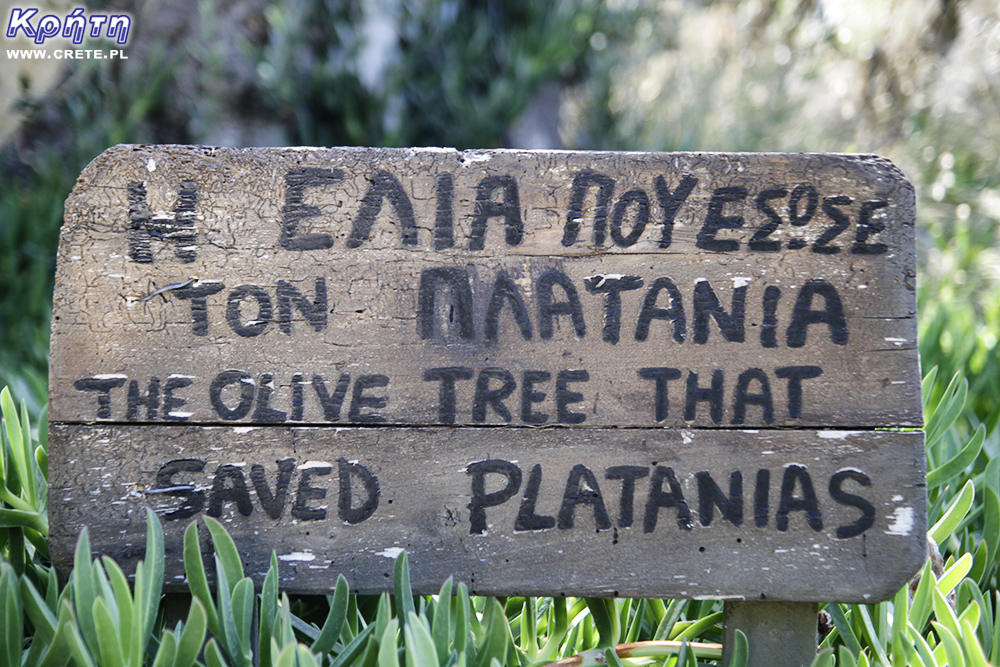 Κρήτη
WWW.CRETE.PL
Η ΕΛΙΑ ΠΟΥ ΕΣΩΣΕ
ΤΟΝ ΠΛΑΤΑΝΙΑ
THE OLIVE TREE THAT
SAVED PLATANIAS